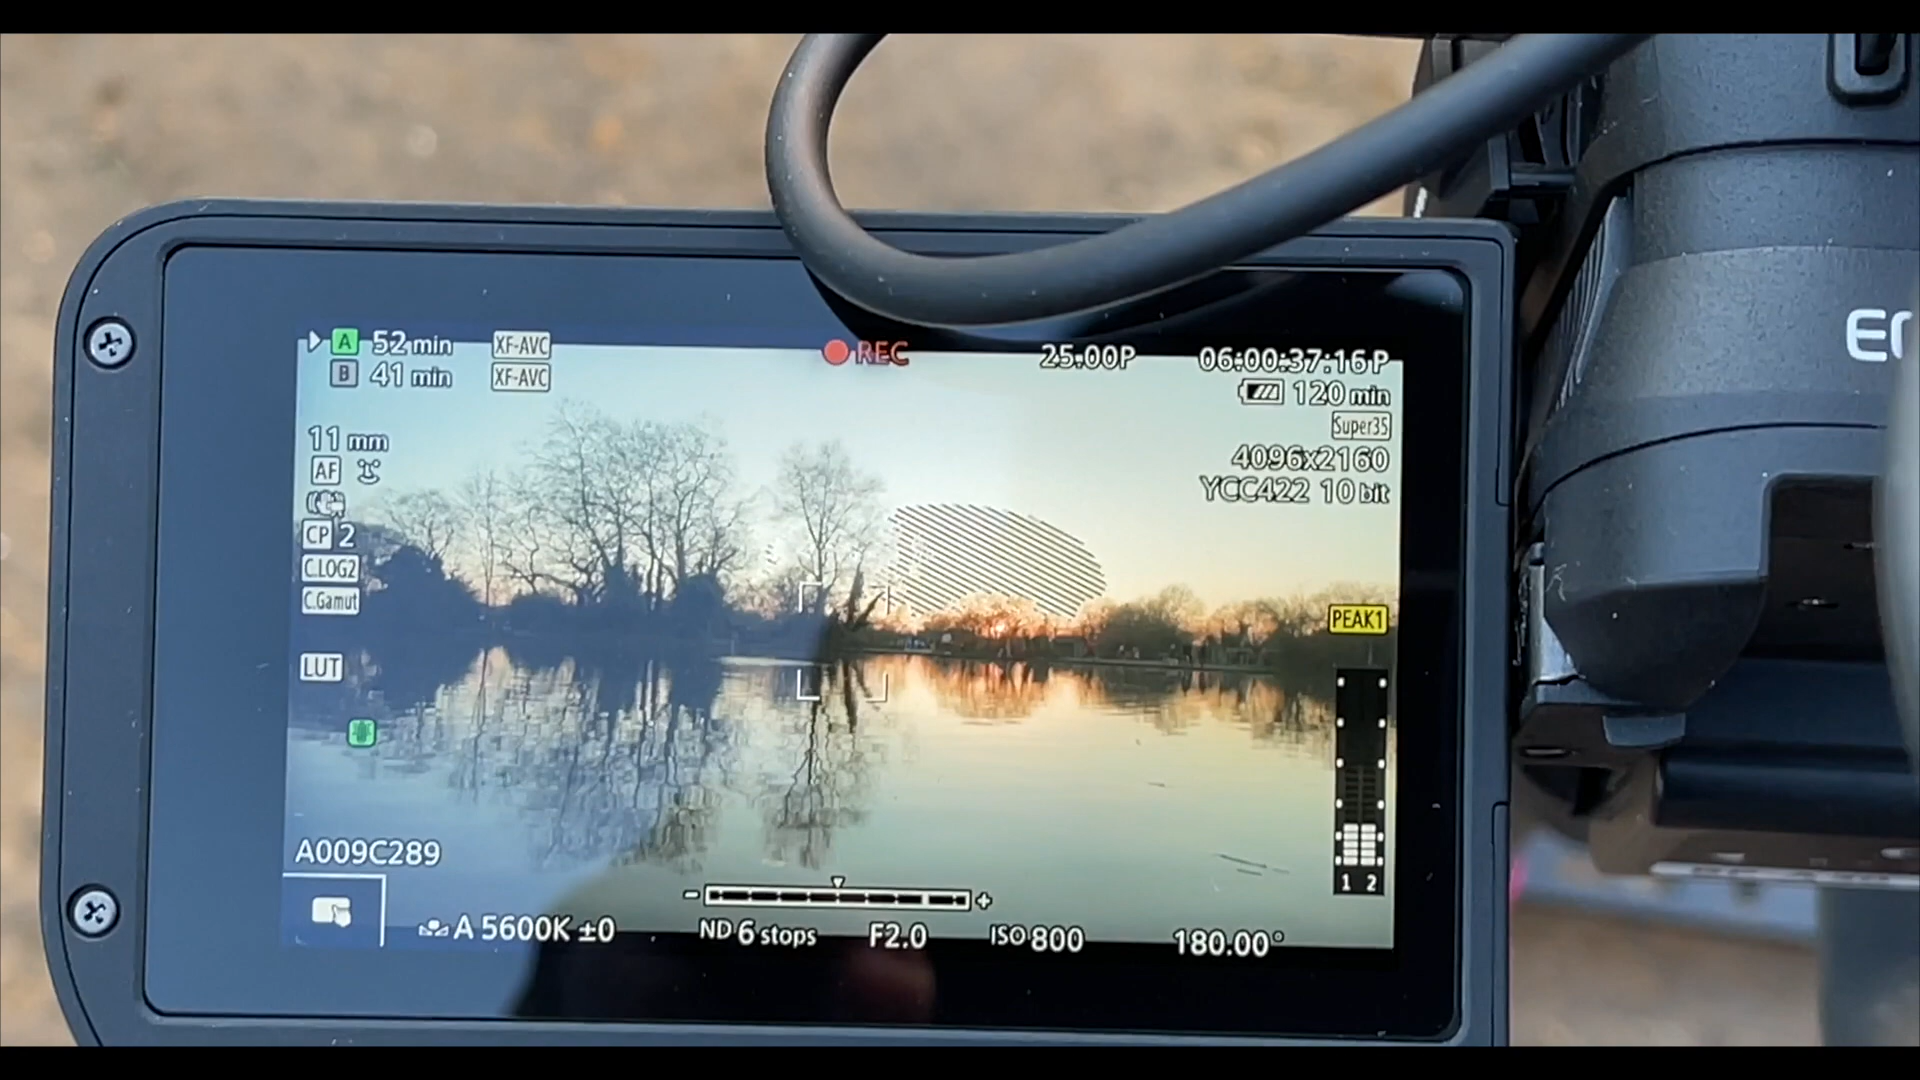 A 52 min XF-AVC REC 25.00P 06:00:37:16P
B 41 min XF-AVC 120 min
Super35
11 mm 4096x2160
AF YCC422 10 bit
CP 2
C.LOG2
C.Gamut
PEAK1
LUT
A009C289
1 2
- +
A 5600K ±0 ND 6 stops F2.0 ISO 800 180.00°